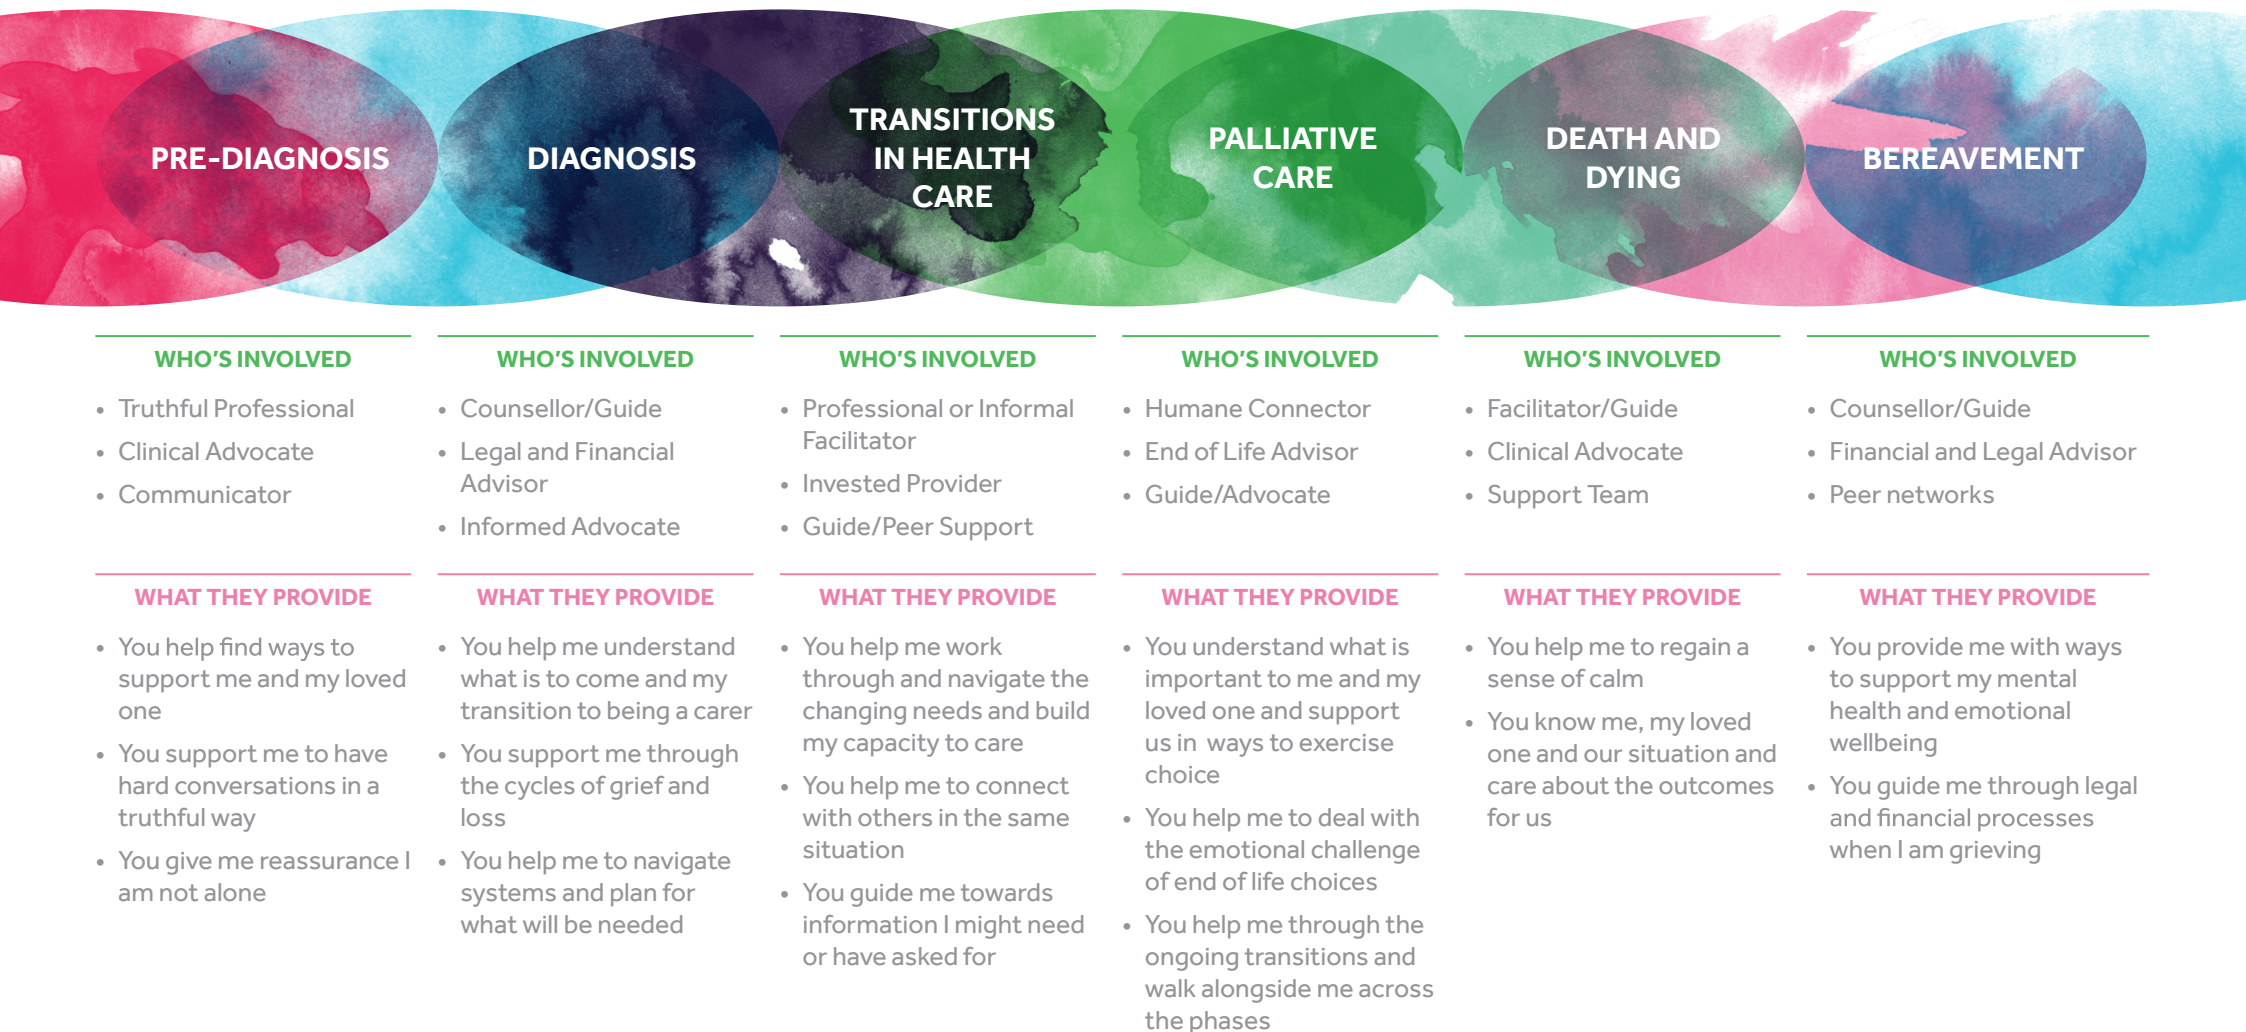 PRE-DIAGNOSIS
DIAGNOSIS
TRANSITIONS
IN HEALTH
CARE
PALLIATIVE
CARE
DEATH AND
DYING
BEREAVEMENT
WHO'S INVOLVED
• Truthful Professional
• Clinical Advocate
• Communicator
WHAT THEY PROVIDE
• You help find ways to
support me and my loved
one
• You support me to have
hard conversations in a
truthful way
• You give me reassurance I
am not alone
WHO'S INVOLVED
• Counsellor/Guide
• Legal and Financial
Advisor
• Informed Advocate
WHAT THEY PROVIDE
• You help me understand
what is to come and my
transition to being a carer
• You support me through
the cycles of grief and
loss
• You help me to navigate
systems and plan for
what will be needed
WHO'S INVOLVED
• Professional or Informal
Facilitator
• Invested Provider
• Guide/Peer Support
WHAT THEY PROVIDE
• You help me work
through and navigate the
changing needs and build
my capacity to care
• You help me to connect
with others in the same
situation
• You guide me towards
information I might need
or have asked for
WHO'S INVOLVED
• Humane Connector
• End of Life Advisor
• Guide/Advocate
WHAT THEY PROVIDE
• You understand what is
important to me and my
loved one and support
us in ways to exercise
choice
• You help me to deal with
the emotional challenge
of end of life choices
• You help me through the
ongoing transitions and
walk alongside me across
the phases
WHO'S INVOLVED
• Facilitator/Guide
• Clinical Advocate
• Support Team
WHAT THEY PROVIDE
• You help me to regain a
sense of calm
• You know me, my loved
one and our situation and
care about the outcomes
for us
WHO'S INVOLVED
• Counsellor/Guide
• Financial and Legal Advisor
• Peer networks
WHAT THEY PROVIDE
• You provide me with ways
to support my mental
health and emotional
wellbeing
• You guide me through legal
and financial processes
when I am grieving